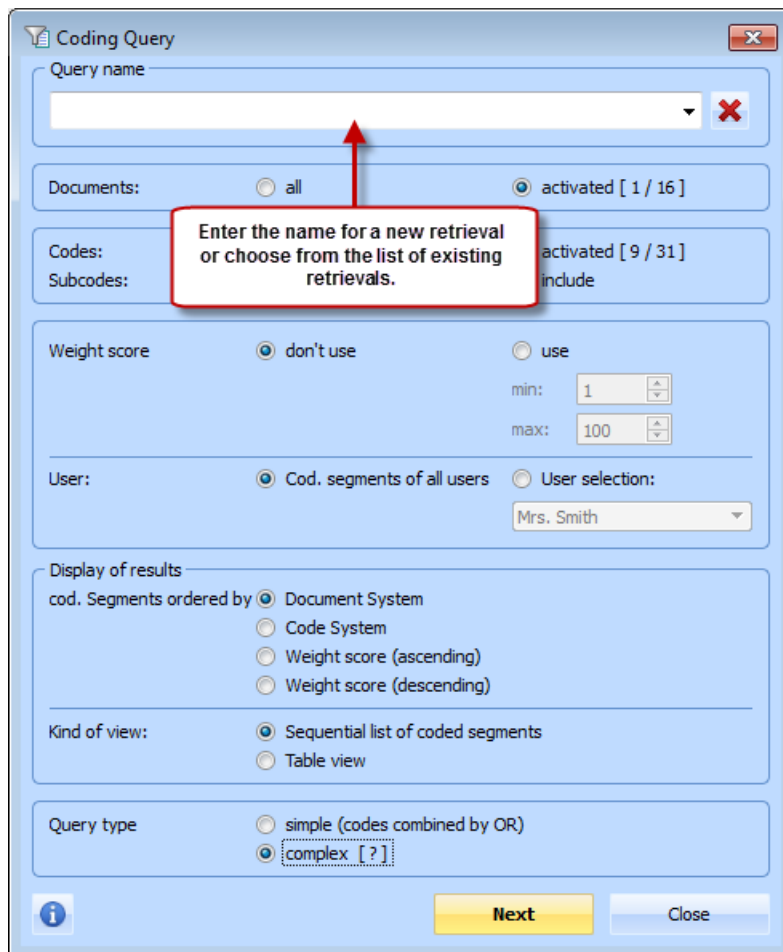 Coding Query
Query name
Documents: all activated [ 1 / 16 ]
Enter the name for a new retrieval
or choose from the list of existing
retrievals.
Codes: activated [ 9 / 31 ]
Subcodes: include
Weight score don't use use
min: 1
max: 100
User: Cod. segments of all users User selection:
Mrs. Smith
Display of results
cod. Segments ordered by Document System
Code System
Weight score (ascending)
Weight score (descending)
Kind of view: Sequential list of coded segments
Table view
Query type simple (codes combined by OR)
complex [ ? ]
Next Close